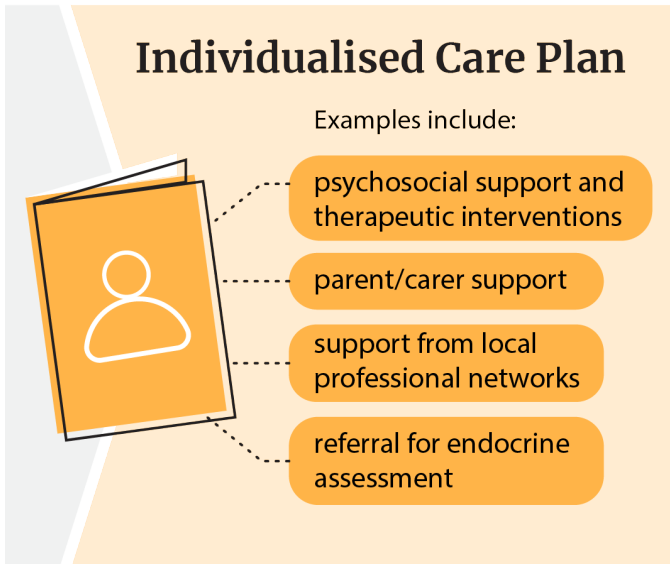 Individualised Care Plan
Examples include:
psychosocial support and
therapeutic interventions
parent/carer support
support from local
professional networks
referral for endocrine
assessment